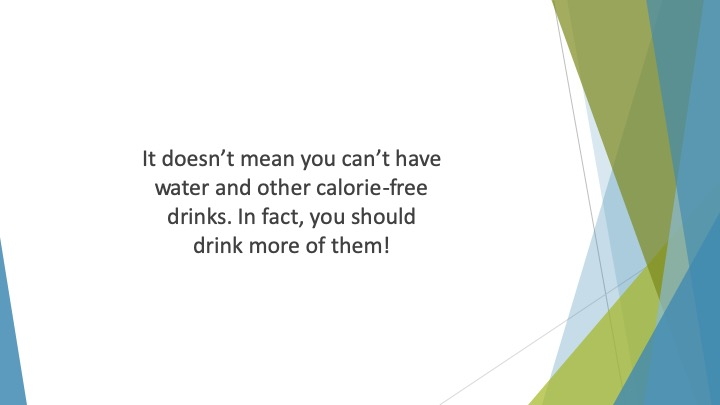 It doesn’t mean you can’t have
water and other calorie-free
drinks. In fact, you should
drink more of them!